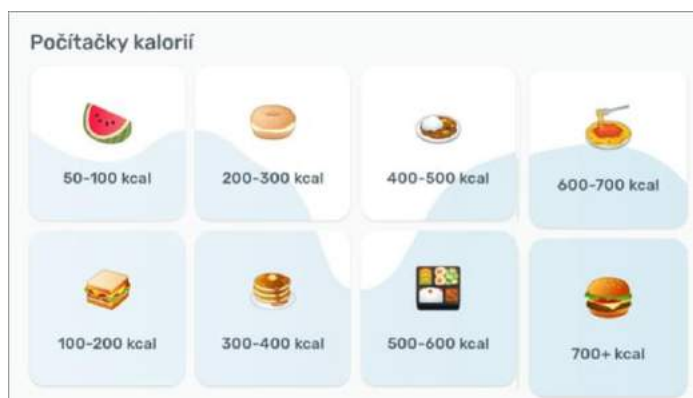 Počítačky kalorií
50-100 kcal
200-300 kcal
400-500 kcal
600-700 kcal
100-200 kcal
300-400 kcal
500-600 kcal
700+ kcal